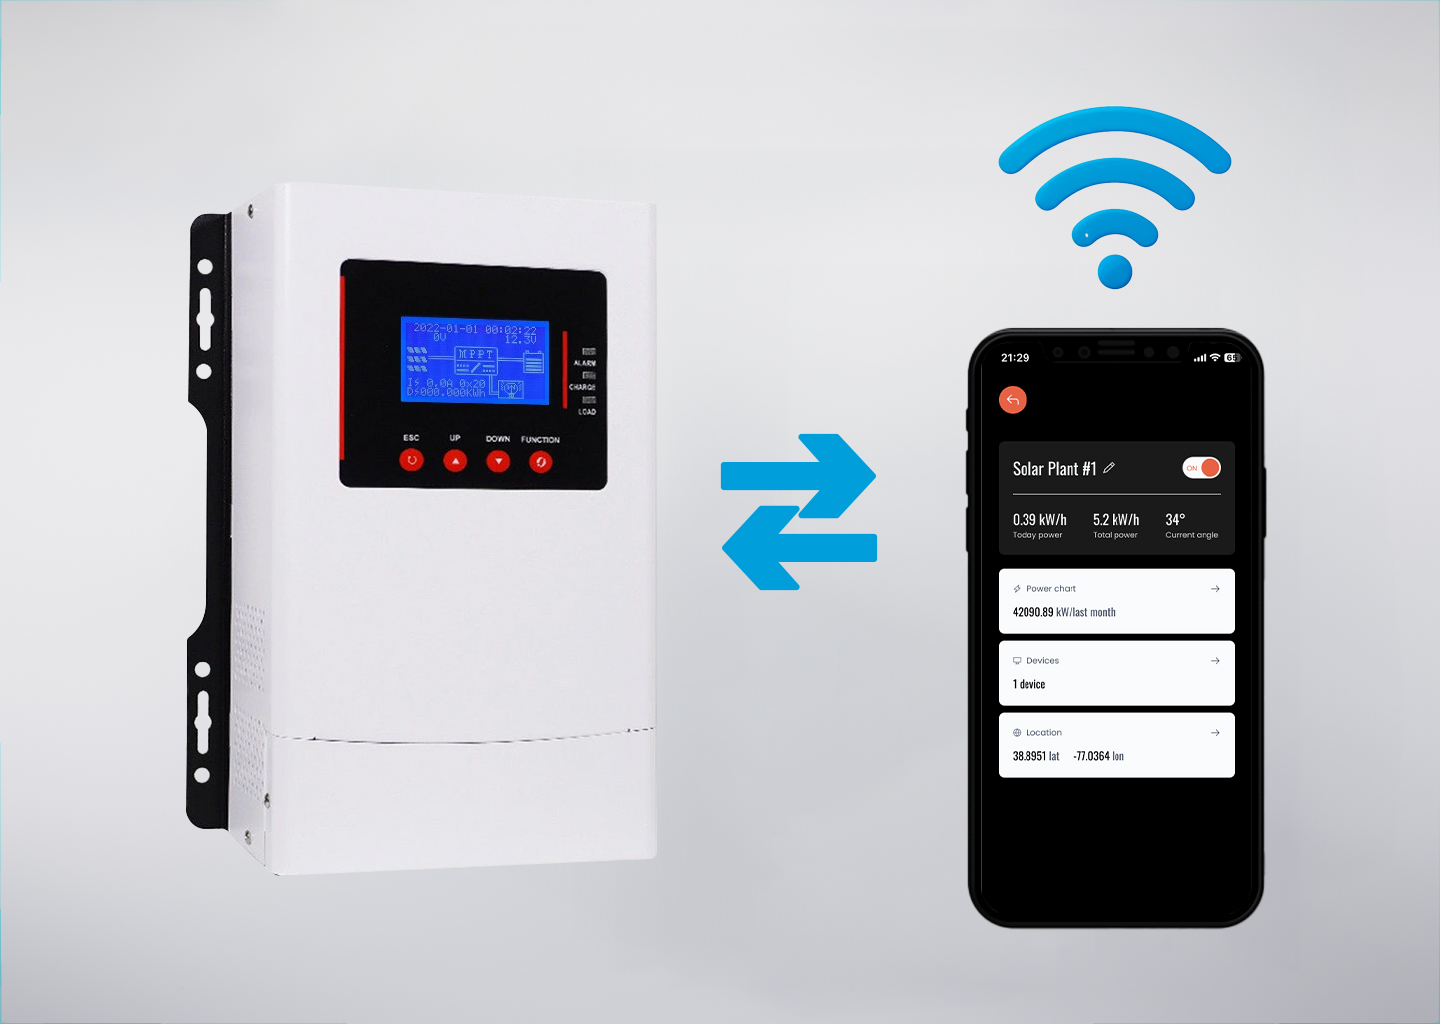 2022-01-01 00:02:22
0V 12.3V
MPPT
0.0A 0x20
000.000KWh
ALARM
CHARGE
LOAD
ESC UP DOWN FUNCTION
21:29
Solar Plant #1
ON
0.39 kW/h 5.2 kW/h 34°
Today power Total power Current angle
Power chart
42090.89 kW/last month
Devices
1 device
Location
38.8951 lat -77.0364 lon